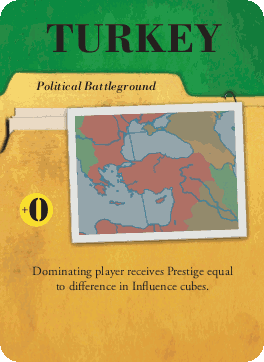 TURKEY
Political Battleground
+0
Dominating player receives Prestige equal
to difference in Influence cubes.